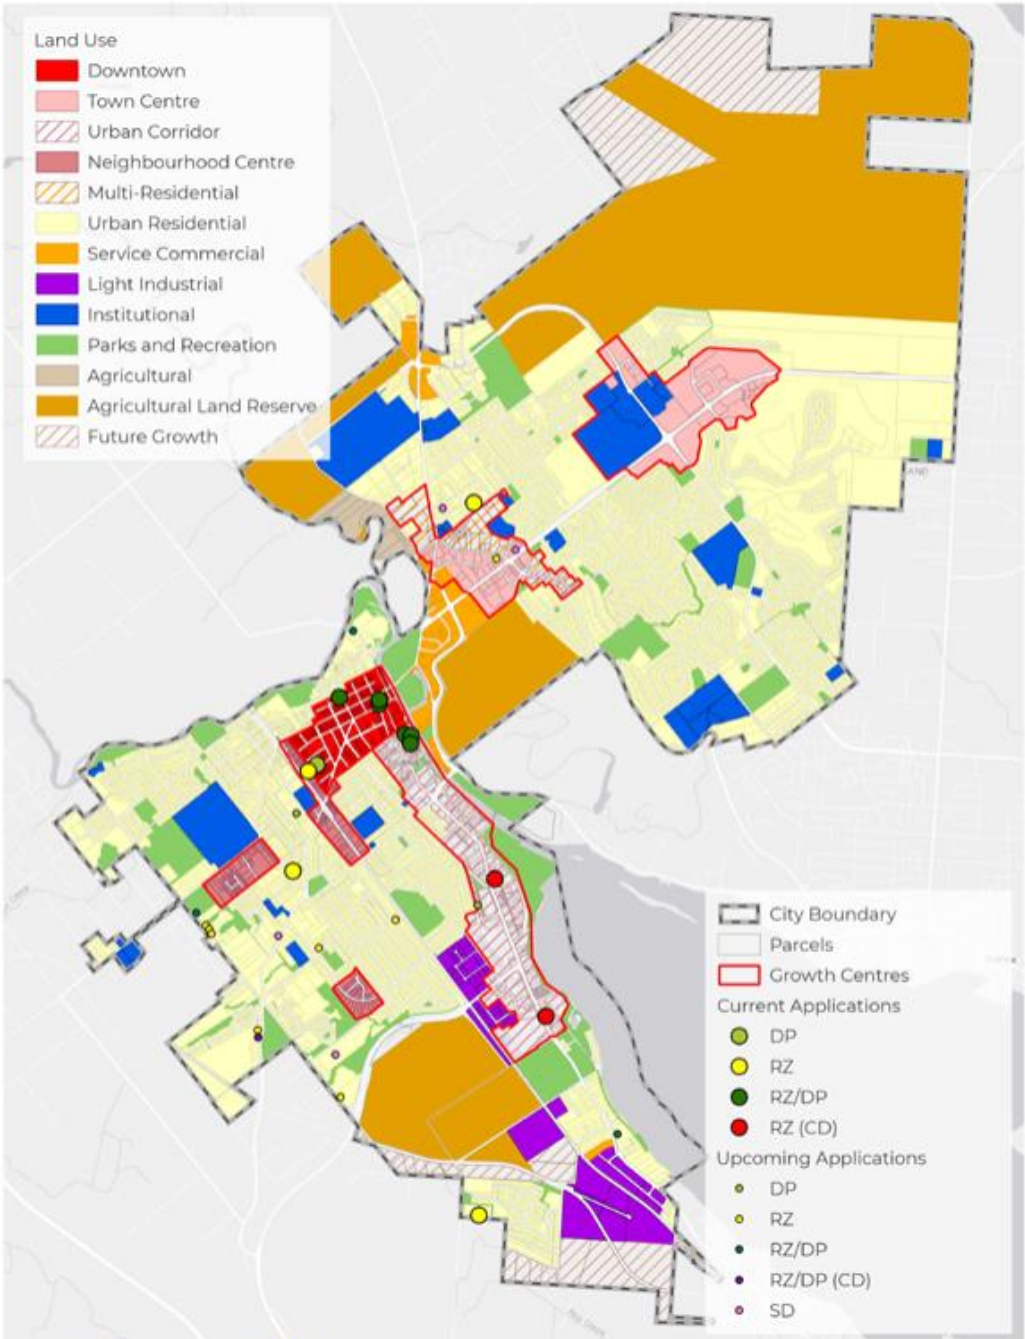 Land Use
Downtown
Town Centre
Urban Corridor
Neighbourhood Centre
Multi-Residential
Urban Residential
Service Commercial
Light Industrial
Institutional
Parks and Recreation
Agricultural
Agricultural Land Reserve
Future Growth
City Boundary
Parcels
Growth Centres
Current Applications
DP
RZ
RZ/DP
RZ (CD)
Upcoming Applications
DP
RZ
RZ/DP
RZ/DP (CD)
SD